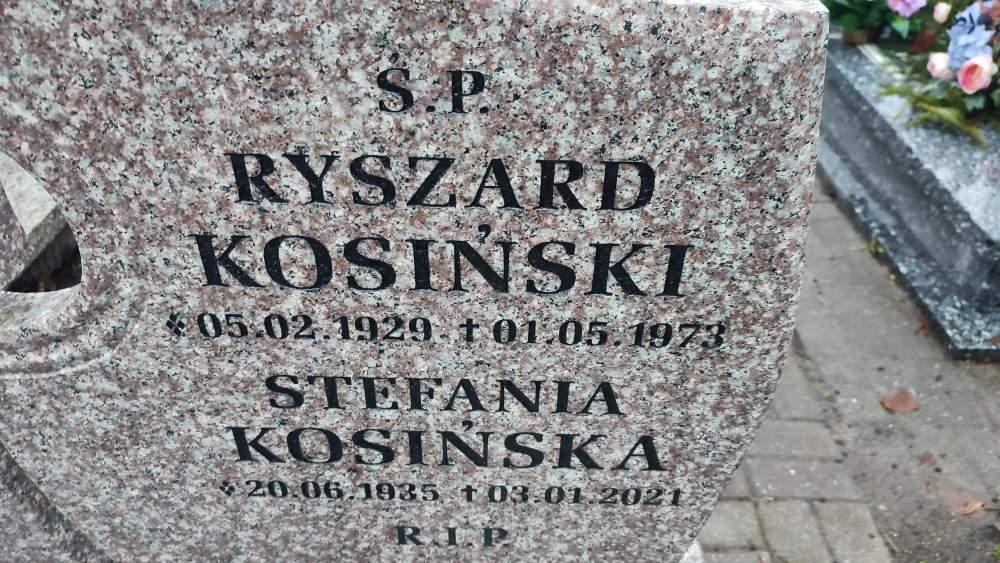 Ś.P.
RYSZARD
KOSIŃSKI
* 05.02.1929 † 01.05.1973
STEFANIA
KOSIŃSKA
* 20.06.1935 † 03.01.2021
R.I.P